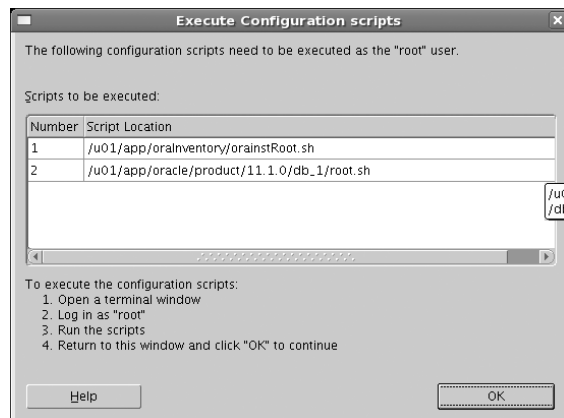 Execute Configuration scripts
The following configuration scripts need to be executed as the "root" user.
Scripts to be executed:
Number Script Location
1 /u01/app/oraInventory/orainstRoot.sh
2 /u01/app/oracle/product/11.1.0/db_1/root.sh
To execute the configuration scripts:
1. Open a terminal window
2. Log in as "root"
3. Run the scripts
4. Return to this window and click "OK" to continue
Help OK